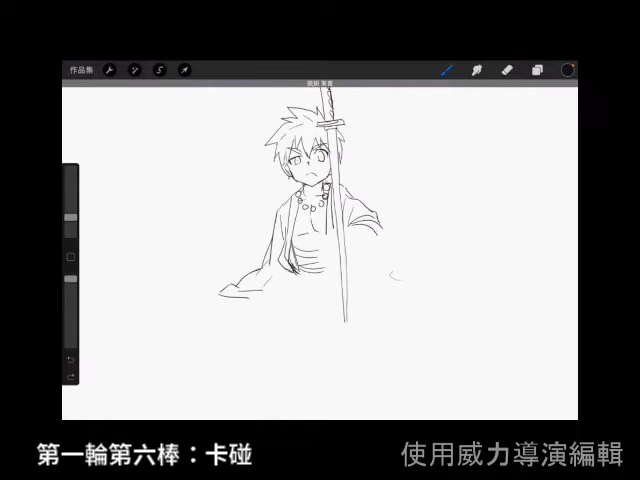 作品集
第一輪第六棒：卡碰
使用威力導演編輯